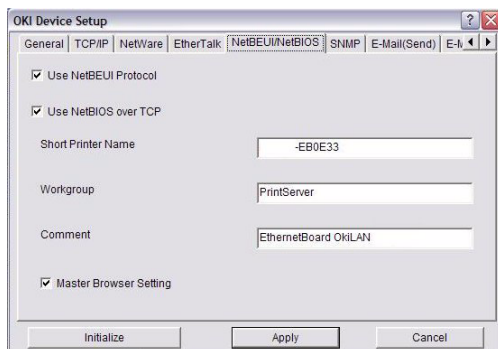 OKI Device Setup
General TCP/IP NetWare EtherTalk NetBEUI/NetBIOS SNMP E-Mail(Send) E-M
Use NetBEUI Protocol
Use NetBIOS over TCP
Short Printer Name -EB0E33
Workgroup PrintServer
Comment EthernetBoard OkiLAN
Master Browser Setting
Initialize Apply Cancel